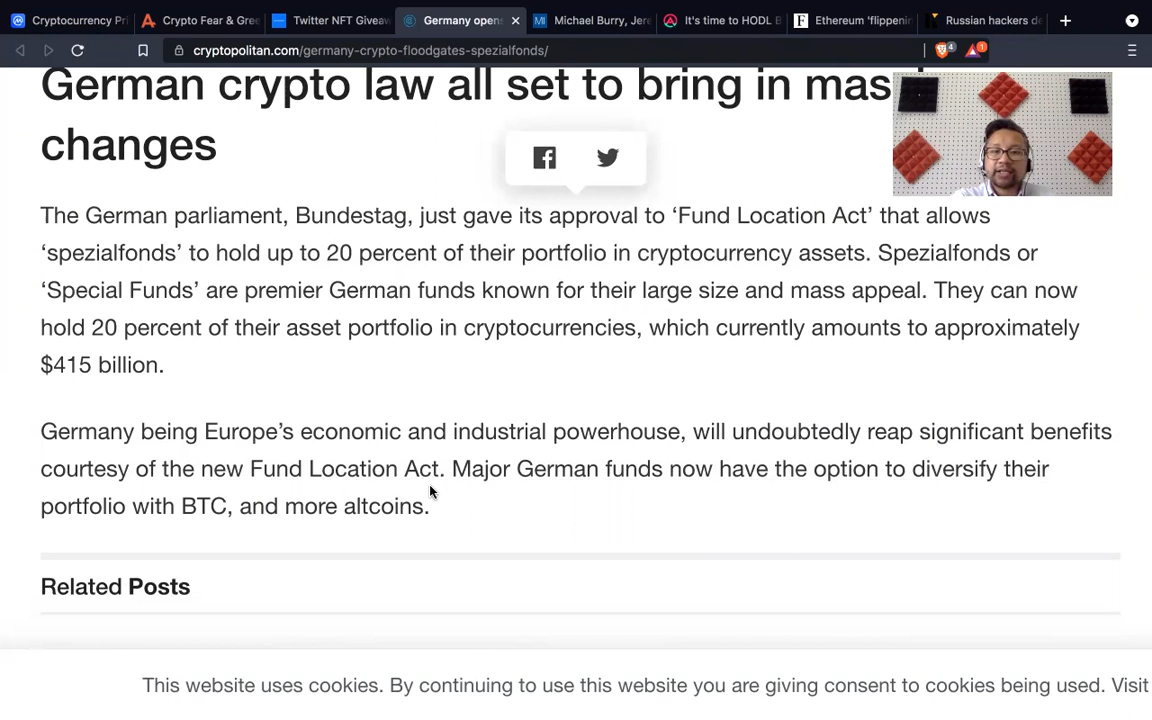 Cryptocurrency Pri
Crypto Fear & Gre
Twitter NFT Giveaw
Germany opens
Michael Burry, Jere
It's time to HODL B
Ethereum 'flippenin
Russian hackers de
cryptopolitan.com/germany-crypto-floodgates-spezialfonds/
4
1
German crypto law all set to bring in mas
changes
The German parliament, Bundestag, just gave its approval to ‘Fund Location Act’ that allows
‘spezialfonds’ to hold up to 20 percent of their portfolio in cryptocurrency assets. Spezialfonds or
‘Special Funds’ are premier German funds known for their large size and mass appeal. They can now
hold 20 percent of their asset portfolio in cryptocurrencies, which currently amounts to approximately
$415 billion.
Germany being Europe’s economic and industrial powerhouse, will undoubtedly reap significant benefits
courtesy of the new Fund Location Act. Major German funds now have the option to diversify their
portfolio with BTC, and more altcoins.
Related Posts
This website uses cookies. By continuing to use this website you are giving consent to cookies being used. Visit